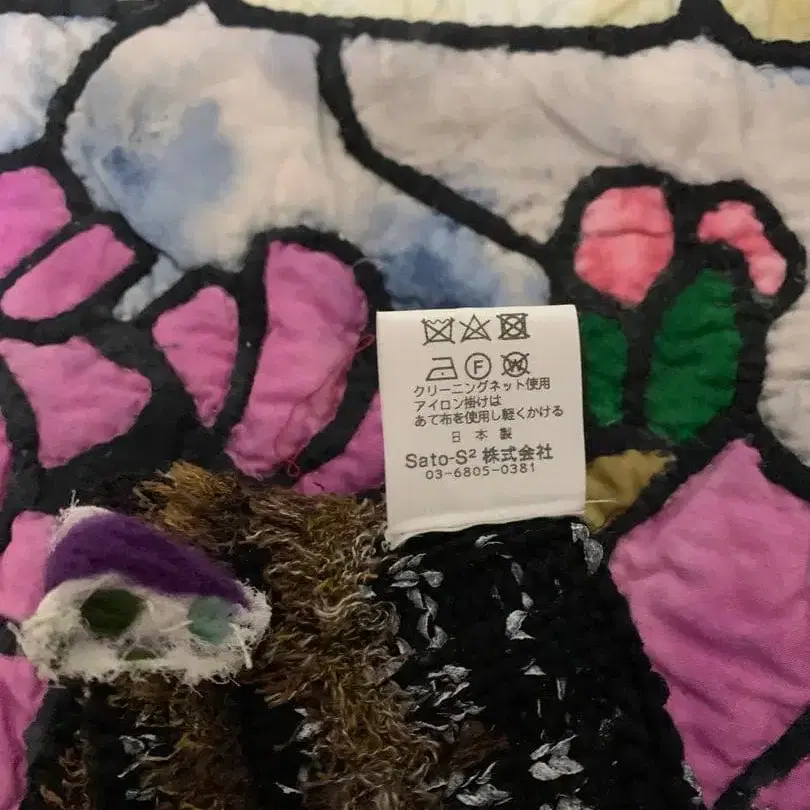 F W
クリーニングネット使用
アイロン掛けは
あて布を使用し軽くかける
日本製
Sato-S² 株式会社
03-6805-0381